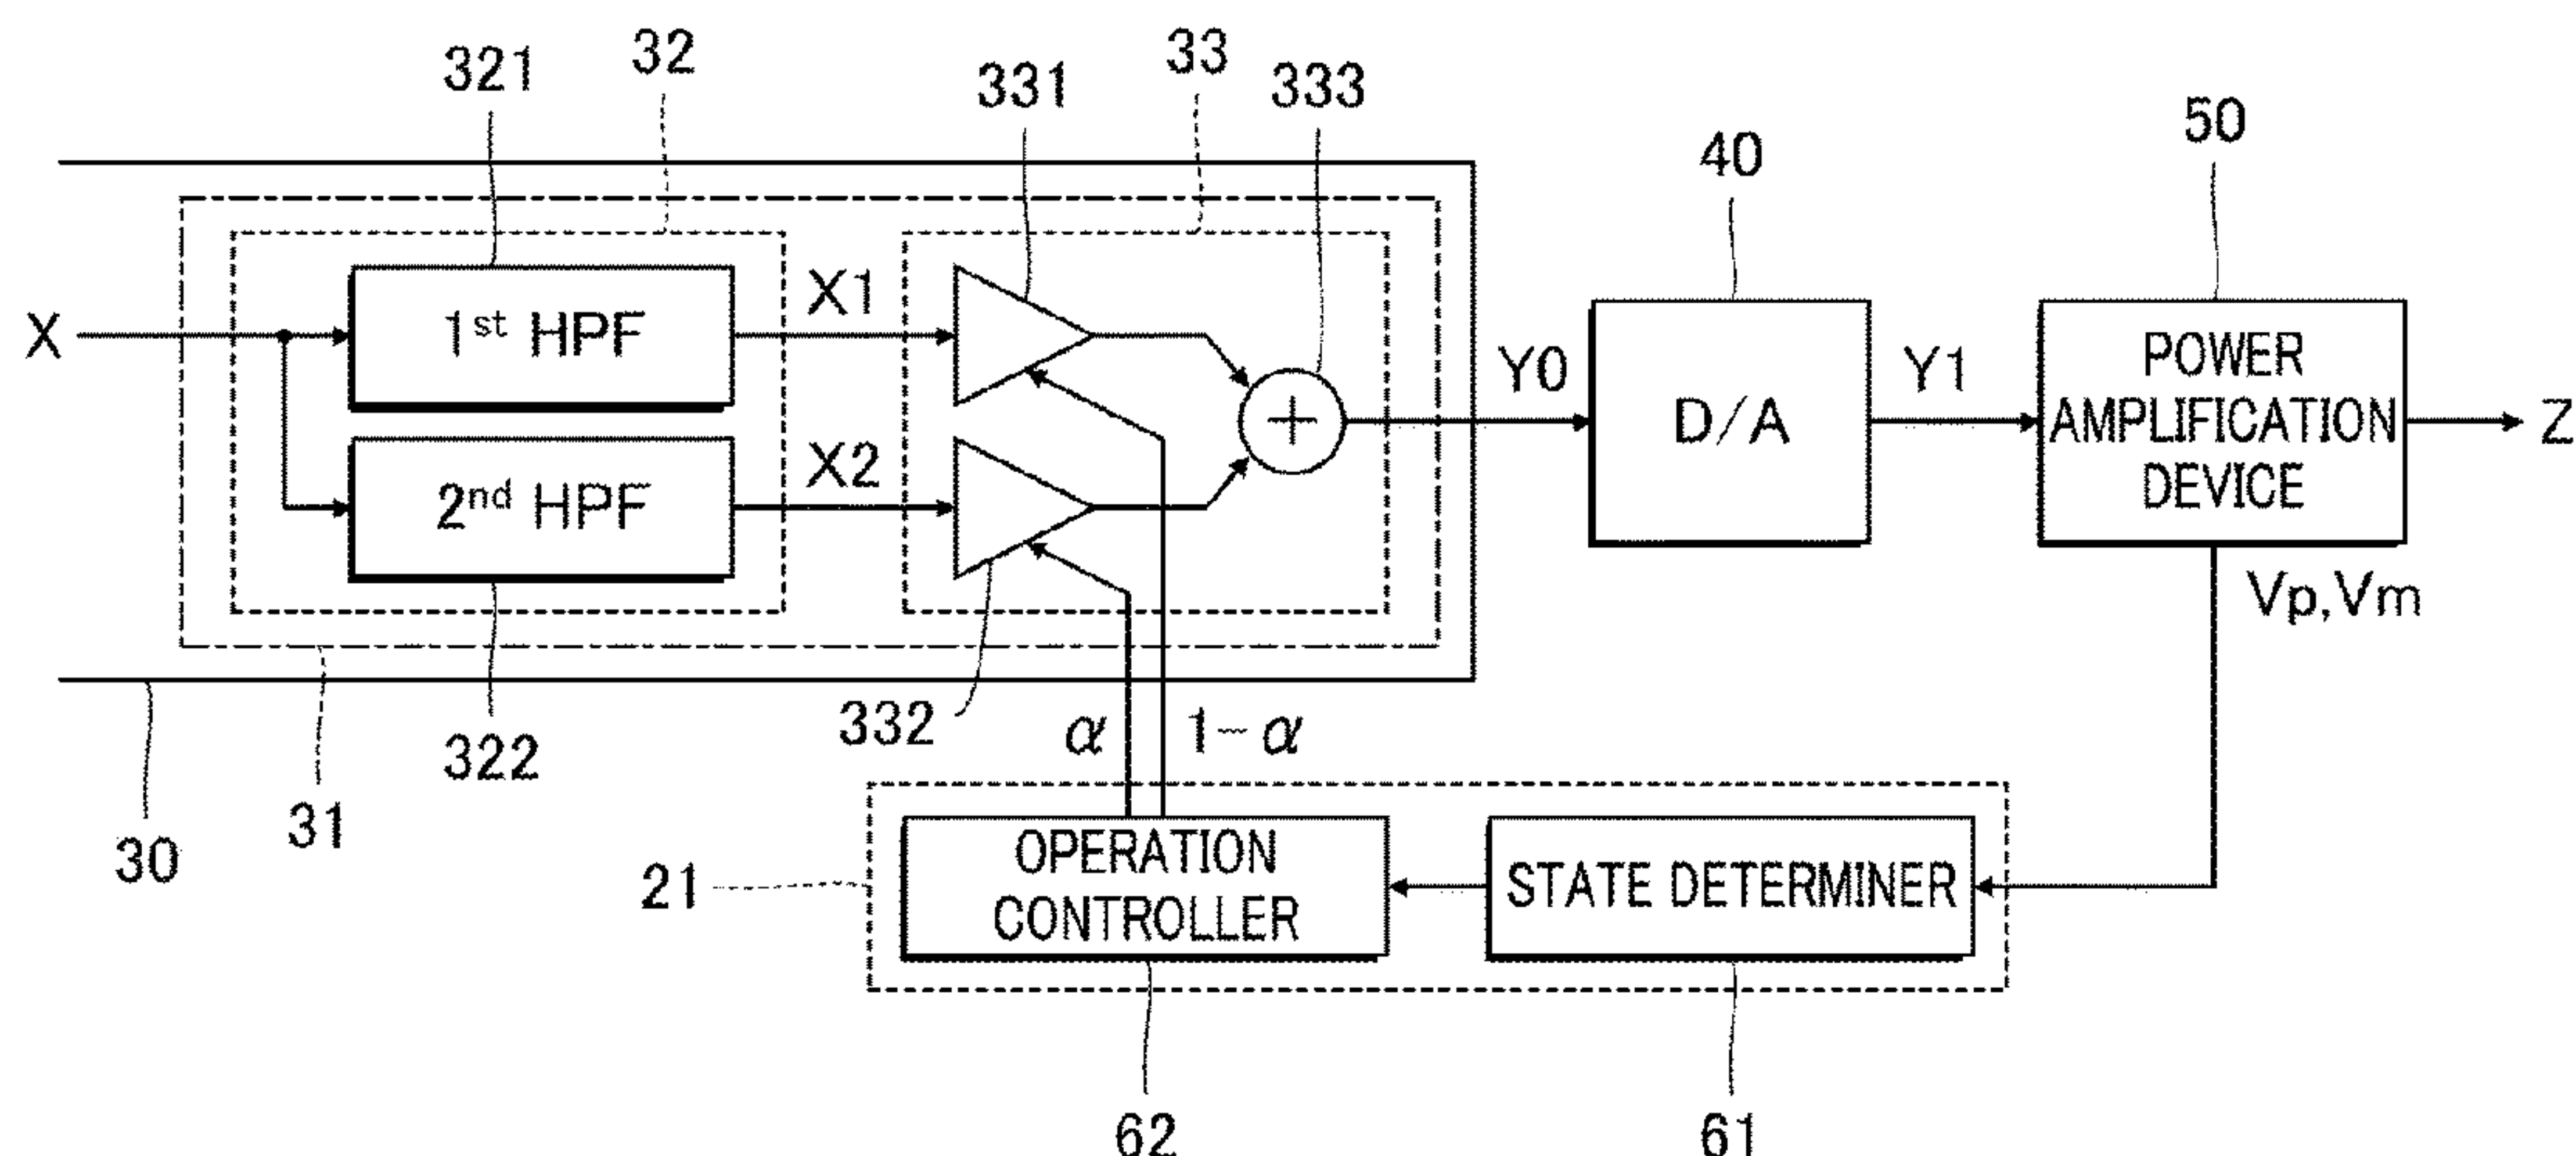 321
32
331
33
333
40
50
X
1st HPF
X1
2nd HPF
X2
+
Y0
D/A
Y1
POWER
AMPLIFICATION
DEVICE
Z
Vp,Vm
322
332
α
1-α
30
31
21
OPERATION
CONTROLLER
STATE DETERMINER
62
61